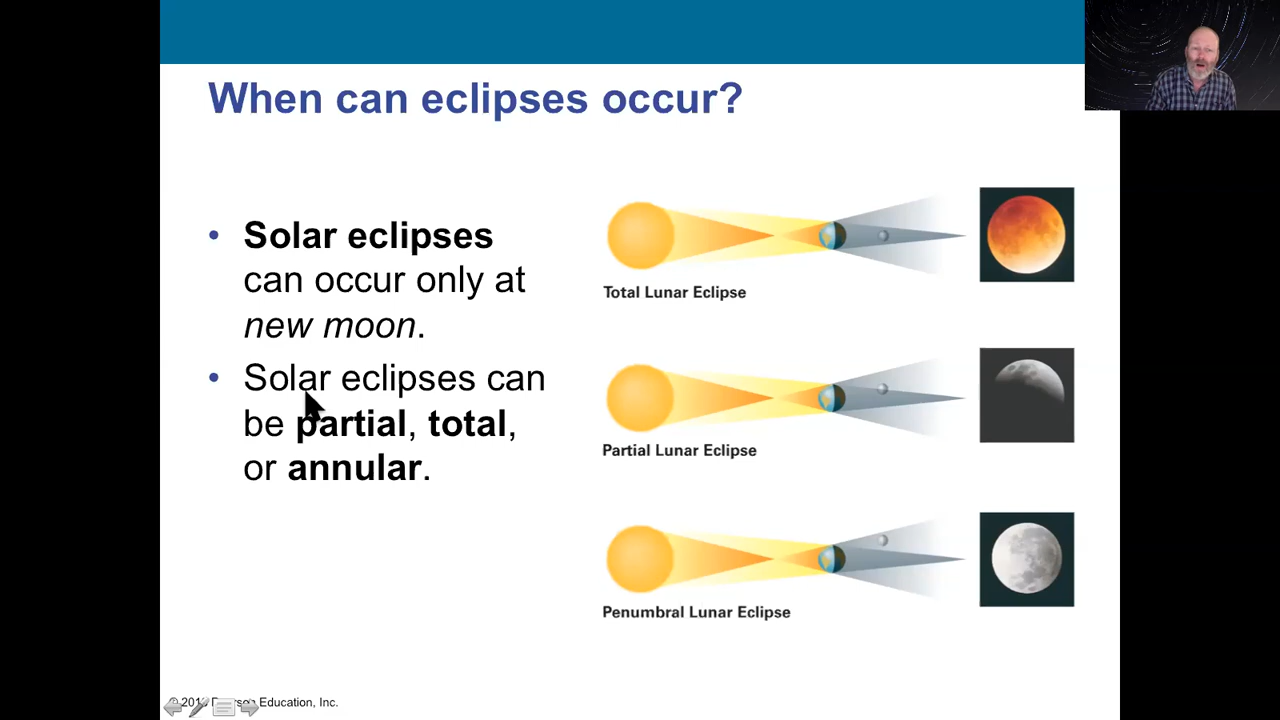 When can eclipses occur?
• Solar eclipses
can occur only at
new moon.
• Solar eclipses can
be partial, total,
or annular.
Total Lunar Eclipse
Partial Lunar Eclipse
Penumbral Lunar Eclipse
Education, Inc.